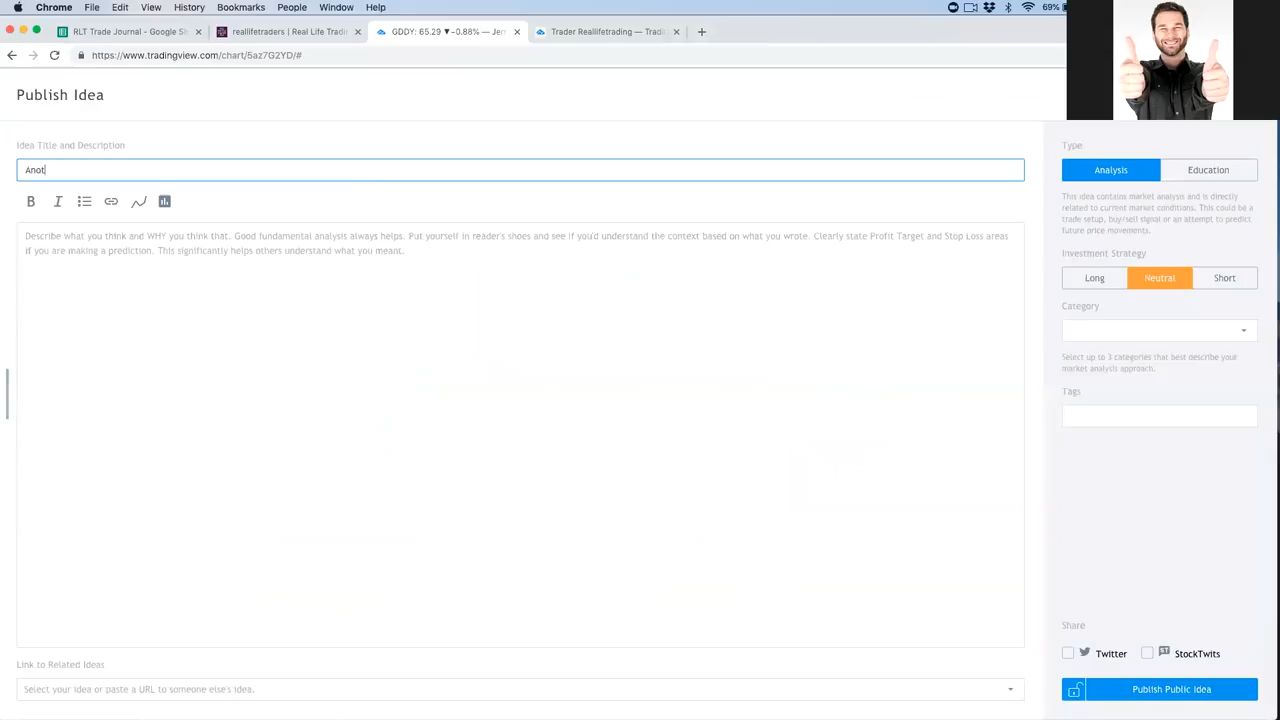 Chrome File Edit View History Bookmarks People Window Help 69%
RLT Trade Journal - Google Sh reallifetraders | Real Life Tradi GDDY: 65.29 ▼-0.88% — Jer Trader Reallifetrading — Tradin
https://www.tradingview.com/chart/5az7G2YD/#
Publish Idea
Idea Title and Description
Anot
B I
Describe what you think and WHY you think that. Good fundamental analysis always helps. Put yourself in reader's shoes and see if you'd understand the context based on what you wrote. Clearly state Profit Target and Stop Loss areas
if you are making a prediction. This significantly helps others understand what you meant.
Link to Related Ideas
Select your idea or paste a URL to someone else's idea.
Type
Analysis Education
This idea contains market analysis and is directly
related to current market conditions. This could be a
trade setup, buy/sell signal or an attempt to predict
future price movements.
Investment Strategy
Long Neutral Short
Category
Select up to 3 categories that best describe your
market analysis approach.
Tags
Share
Twitter ST StockTwits
Publish Public Idea